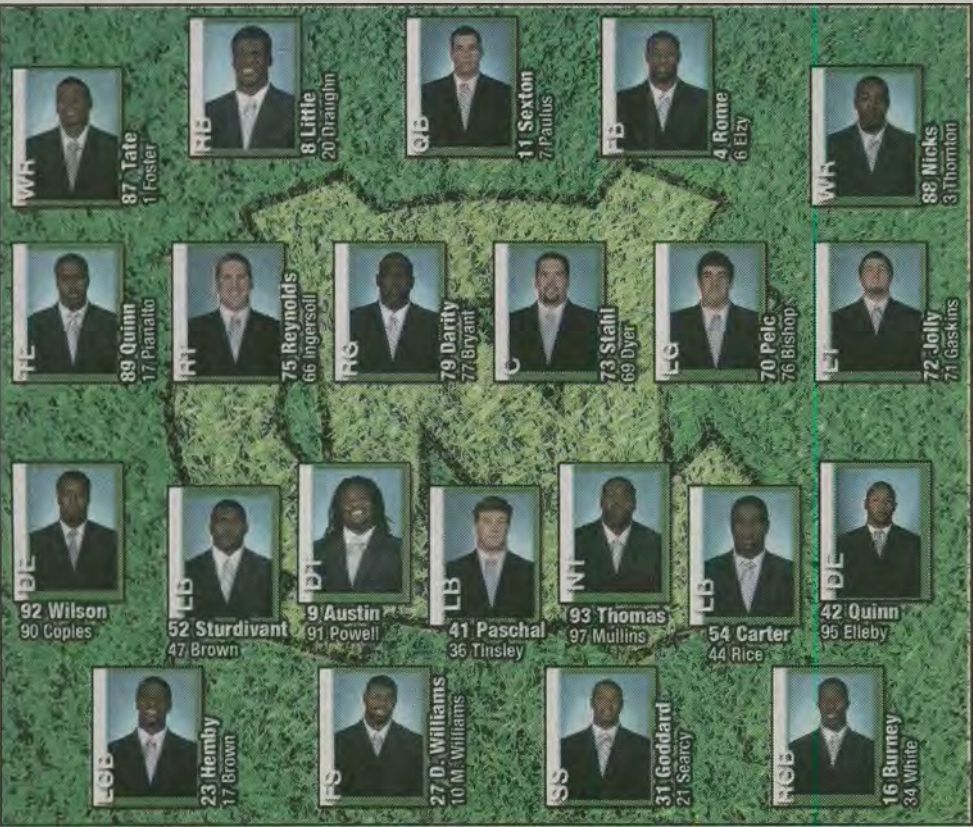 WR
87 Tate
1 Foster
HB
8 Little
20 Draughn
QB
11 Sexton
7 Paulus
FB
4 Rome
6 Elzy
WR
88 Nicks
3 Thornton
TE
89 Quinn
17 Pianalto
RT
75 Reynolds
66 Ingersoll
RG
79 Darity
77 Bryant
C
73 Stahl
69 Dyer
LG
70 Pelc
76 Bishop
LT
72 Jolly
71 Gaskins
DE
92 Wilson
90 Coples
LB
52 Sturdivant
47 Brown
DT
9 Austin
91 Powell
LB
41 Paschal
36 Tinsley
NT
93 Thomas
97 Mullins
LB
54 Carter
44 Rice
DE
42 Quinn
95 Elleby
LCB
23 Hemby
17 Brown
FS
27 D. Williams
10 M. Williams
SS
31 Goddard
21 Searcy
RCB
16 Burney
34 White